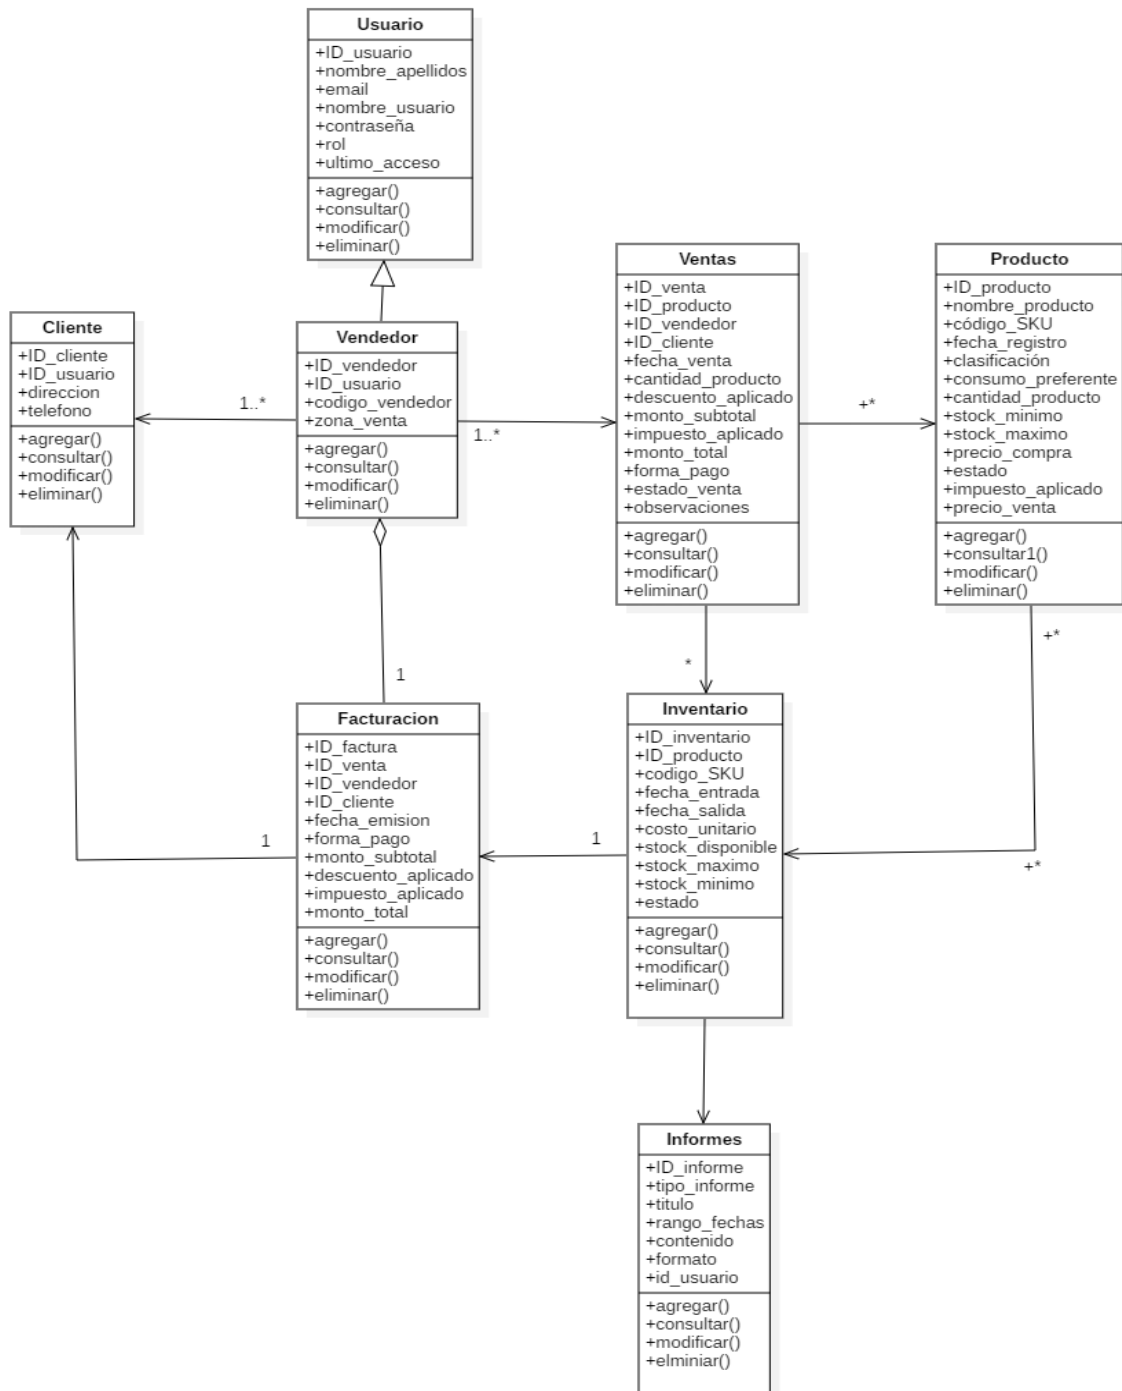 Usuario
+ID_usuario
+nombre_apellidos
+email
+nombre_usuario
+contraseña
+rol
+ultimo_acceso
+agregar()
+consultar()
+modificar()
+eliminar()
Cliente
+ID_cliente
+ID_usuario
+direccion
+telefono
+agregar()
+consultar()
+modificar()
+eliminar()
1..*
Vendedor
+ID_vendedor
+ID_usuario
+codigo_vendedor
+zona_venta
+agregar()
+consultar()
+modificar()
+eliminar()
1..*
Ventas
+ID_venta
+ID_producto
+ID_vendedor
+ID_cliente
+fecha_venta
+cantidad_producto
+descuento_aplicado
+monto_subtotal
+impuesto_aplicado
+monto_total
+forma_pago
+estado_venta
+observaciones
+agregar()
+consultar()
+modificar()
+eliminar()
+*
Producto
+ID_producto
+nombre_producto
+código_SKU
+fecha_registro
+clasificación
+consumo_preferente
+cantidad_producto
+stock_minimo
+stock_maximo
+precio_compra
+estado
+impuesto_aplicado
+precio_venta
+agregar()
+consultar1()
+modificar()
+eliminar()
+*
*
1
Facturacion
+ID_factura
+ID_venta
+ID_vendedor
+ID_cliente
+fecha_emision
+forma_pago
+monto_subtotal
+descuento_aplicado
+impuesto_aplicado
+monto_total
+agregar()
+consultar()
+modificar()
+eliminar()
1
1
Inventario
+ID_inventario
+ID_producto
+codigo_SKU
+fecha_entrada
+fecha_salida
+costo_unitario
+stock_disponible
+stock_maximo
+stock_minimo
+estado
+agregar()
+consultar()
+modificar()
+eliminar()
+*
Informes
+ID_informe
+tipo_informe
+titulo
+rango_fechas
+contenido
+formato
+id_usuario
+agregar()
+consultar()
+modificar()
+elminiar()